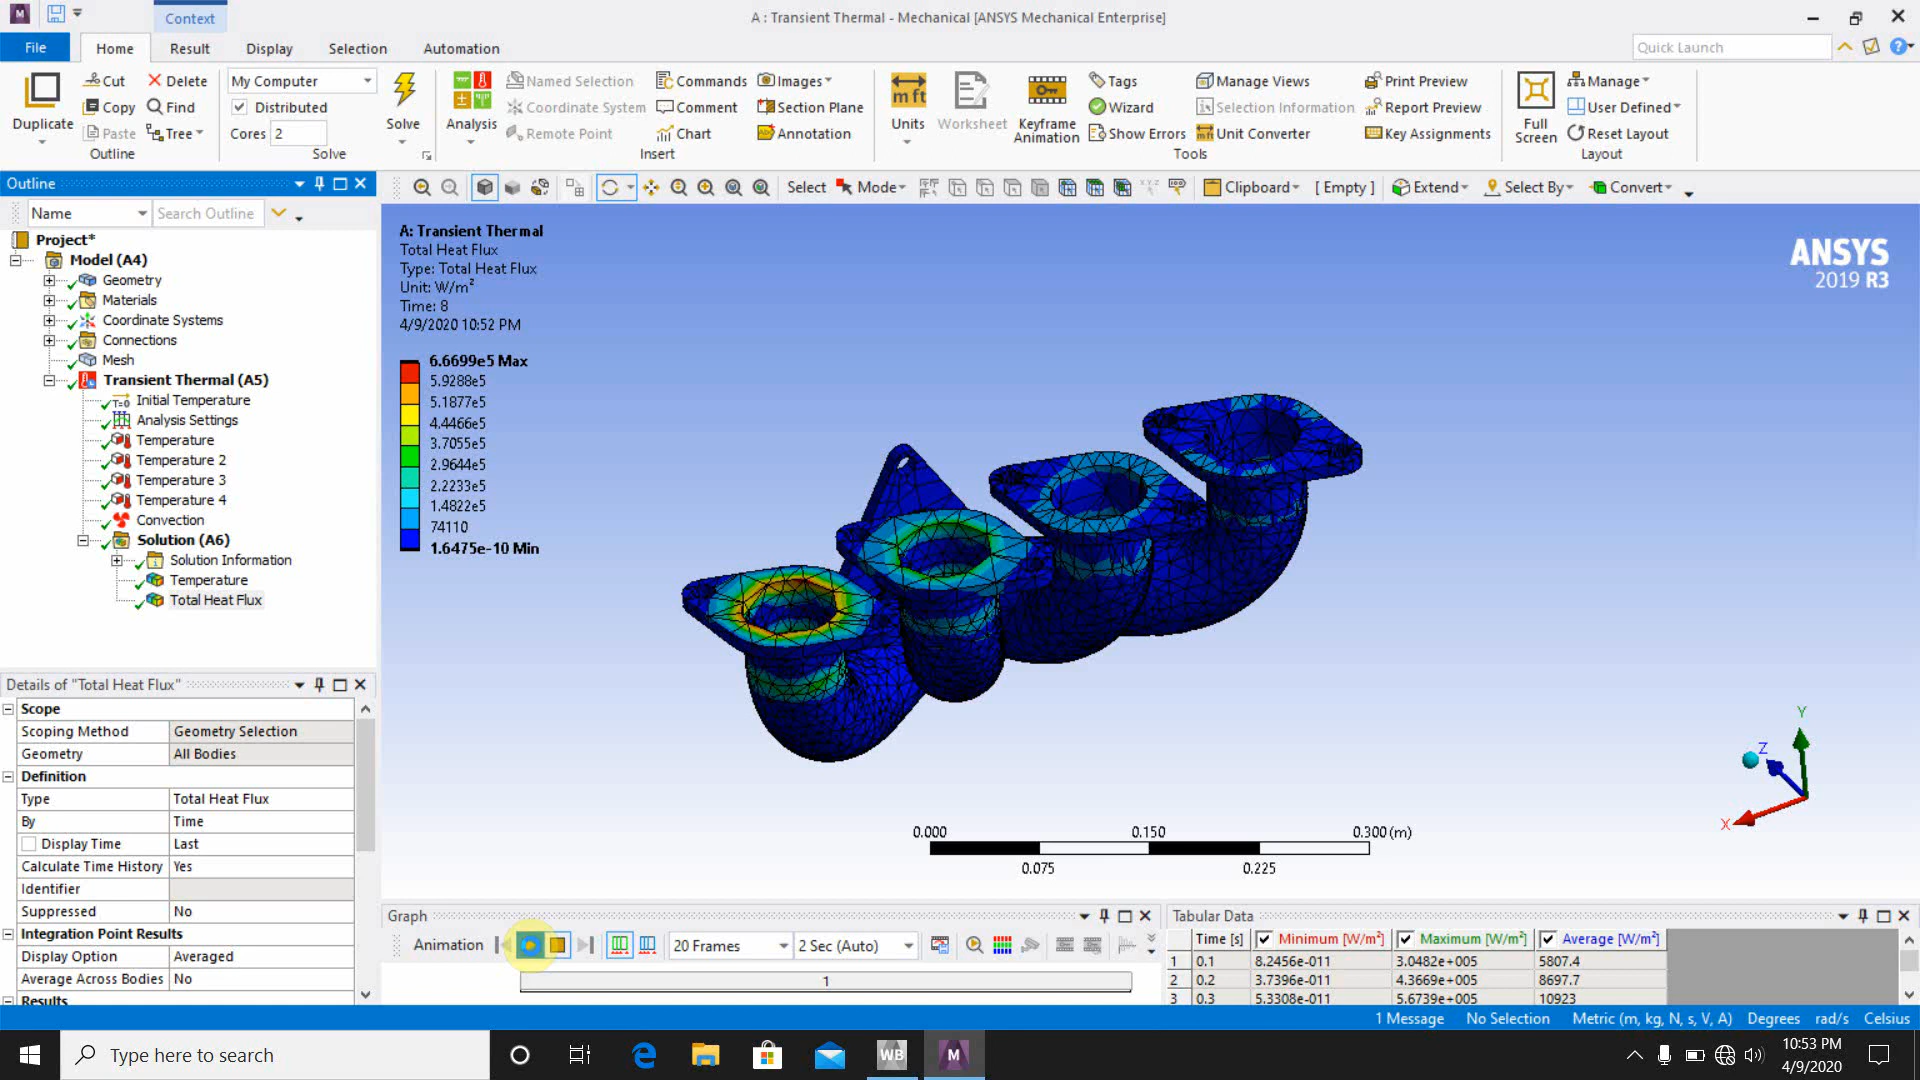 Context
A : Transient Thermal - Mechanical [ANSYS Mechanical Enterprise]
File Home Result Display Selection Automation
Quick Launch
Duplicate
Cut
Delete
Copy
Find
Paste
Tree
Outline
My Computer
Distributed
Cores 2
Solve
Solve
Analysis
Named Selection
Coordinate System
Remote Point
Commands
Comment
Chart
Images
Section Plane
Annotation
Insert
Units
Worksheet
Keyframe
Animation
Tags
Wizard
Show Errors
Manage Views
Selection Information
Unit Converter
Print Preview
Report Preview
Key Assignments
Tools
Full
Screen
Manage
User Defined
Reset Layout
Layout
Outline
Name
Search Outline
Select Mode Clipboard [ Empty ] Extend Select By Convert
Project*
Model (A4)
Geometry
Materials
Coordinate Systems
Connections
Mesh
Transient Thermal (A5)
Initial Temperature
Analysis Settings
Temperature
Temperature 2
Temperature 3
Temperature 4
Convection
Solution (A6)
Solution Information
Temperature
Total Heat Flux
A: Transient Thermal
Total Heat Flux
Type: Total Heat Flux
Unit: W/m²
Time: 8
4/9/2020 10:52 PM
6.6699e5 Max
5.9288e5
5.1877e5
4.4466e5
3.7055e5
2.9644e5
2.2233e5
1.4822e5
74110
1.6475e-10 Min
ANSYS
2019 R3
Y
Z
X
0.000 0.150 0.300 (m)
0.075 0.225
Details of "Total Heat Flux"
Scope
Scoping Method Geometry Selection
Geometry All Bodies
Definition
Type Total Heat Flux
By Time
Display Time Last
Calculate Time History Yes
Identifier
Suppressed No
Integration Point Results
Display Option Averaged
Average Across Bodies No
Results
Graph
Animation 20 Frames 2 Sec (Auto)
1
Tabular Data
Time [s] Minimum [W/m²] Maximum [W/m²] Average [W/m²]
1 0.1 8.2456e-011 3.0482e+005 5807.4
2 0.2 3.7396e-011 4.3669e+005 8697.7
3 0.3 5.3308e-011 5.6739e+005 10923
1 Message No Selection Metric (m, kg, N, s, V, A) Degrees rad/s Celsius
Type here to search
WB
M
10:53 PM
4/9/2020